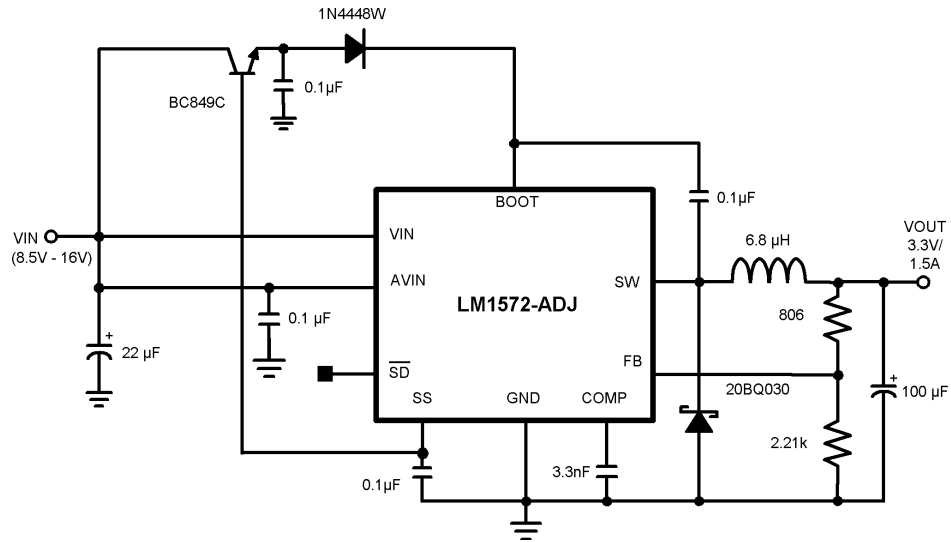 1N4448W
0.1µF
BC849C
BOOT
0.1µF
VIN
(8.5V - 16V)
VIN
AVIN
LM1572-ADJ
SW
6.8 µH
VOUT
3.3V/
1.5A
0.1 µF
22 µF
806
SD
FB
20BQ030
100 µF
SS
GND
COMP
2.21k
0.1µF
3.3nF
+
+